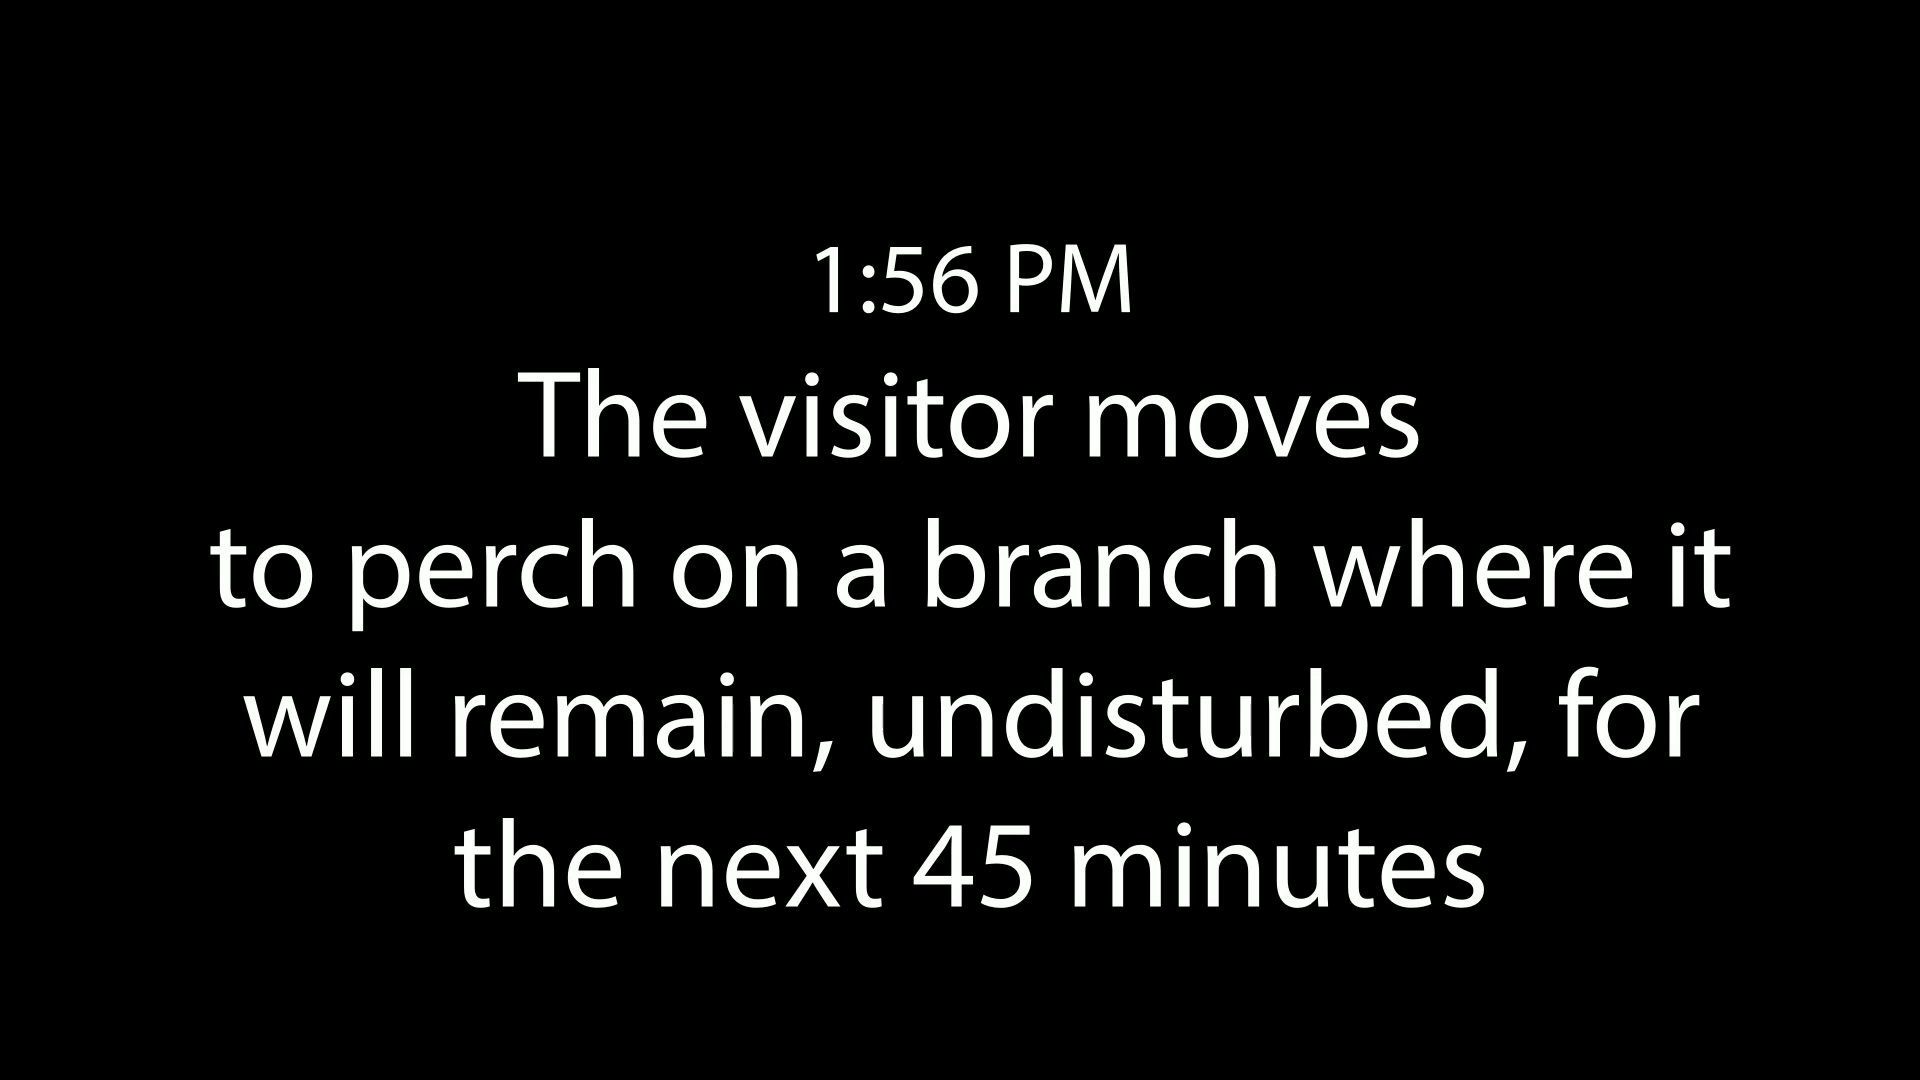 1:56 PM
The visitor moves
to perch on a branch where it
will remain, undisturbed, for
the next 45 minutes